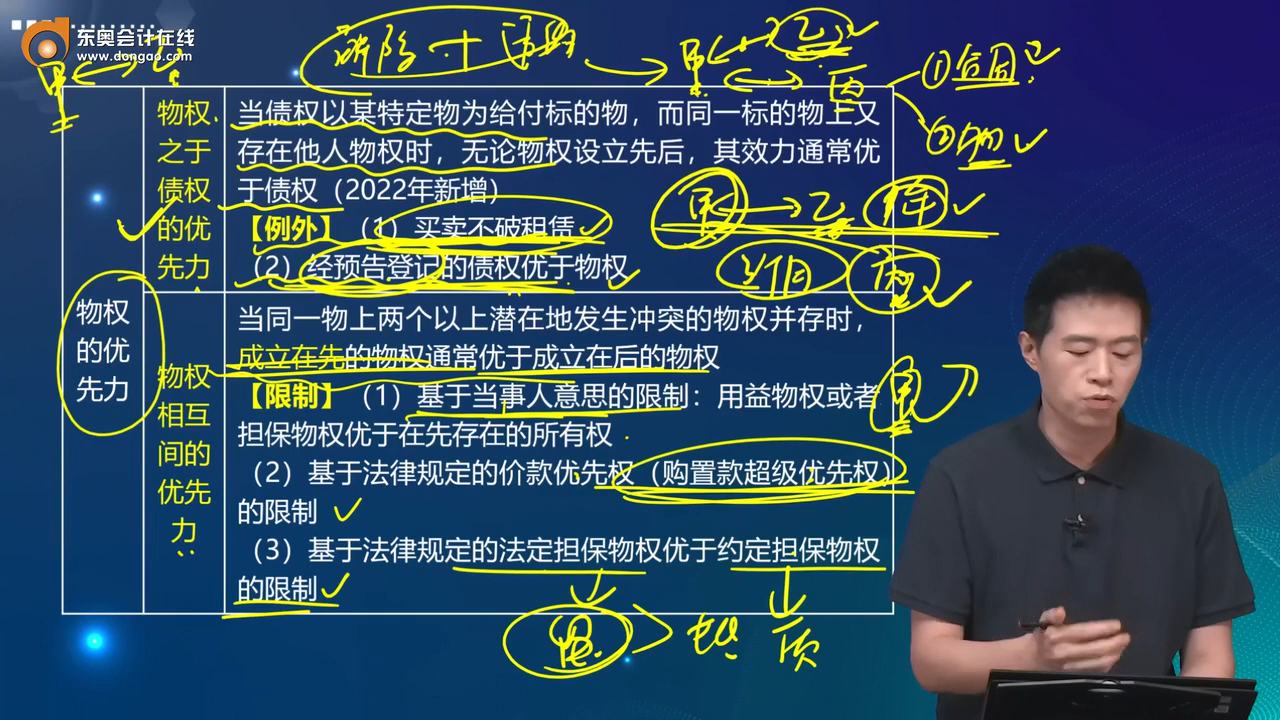 东奥会计在线
www.dongao.com
甲
甲
乙
①合同
物权之于债权的优先力
当债权以某特定物为给付标的物，而同一标的物上又
存在他人物权时，无论物权设立先后，其效力通常优
于债权（2022年新增）
【例外】（1）买卖不破租赁
（2）经预告登记的债权优于物权
甲
乙
物权
的优
先力
物权
相互
间的
优先
力
当同一物上两个以上潜在地发生冲突的物权并存时，
成立在先的物权通常优于成立在后的物权
【限制】（1）基于当事人意思的限制：用益物权或者
担保物权优于在先存在的所有权
（2）基于法律规定的价款优先权（购置款超级优先权）
的限制
（3）基于法律规定的法定担保物权优于约定担保物权
的限制
留
抵
质